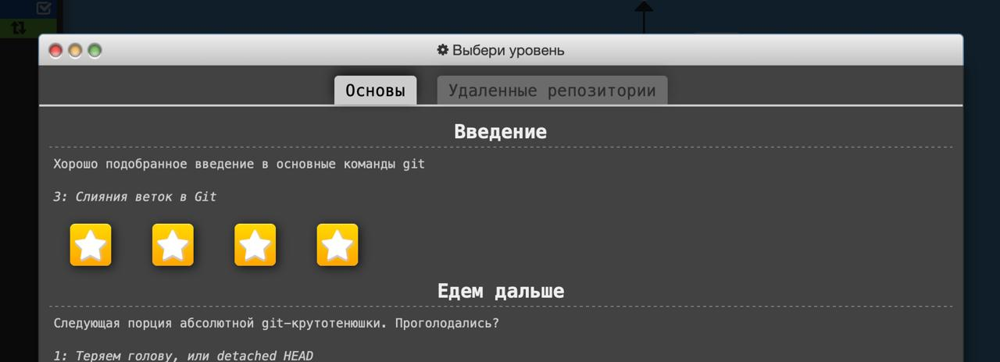 Выбери уровень
Основы
Удаленные репозитории
Введение
Хорошо подобранное введение в основные команды git
3: Слияния веток в Git
Едем дальше
Следующая порция абсолютной git-крутотенюшки. Проголодались?
1: Теряем голову, или detached HEAD